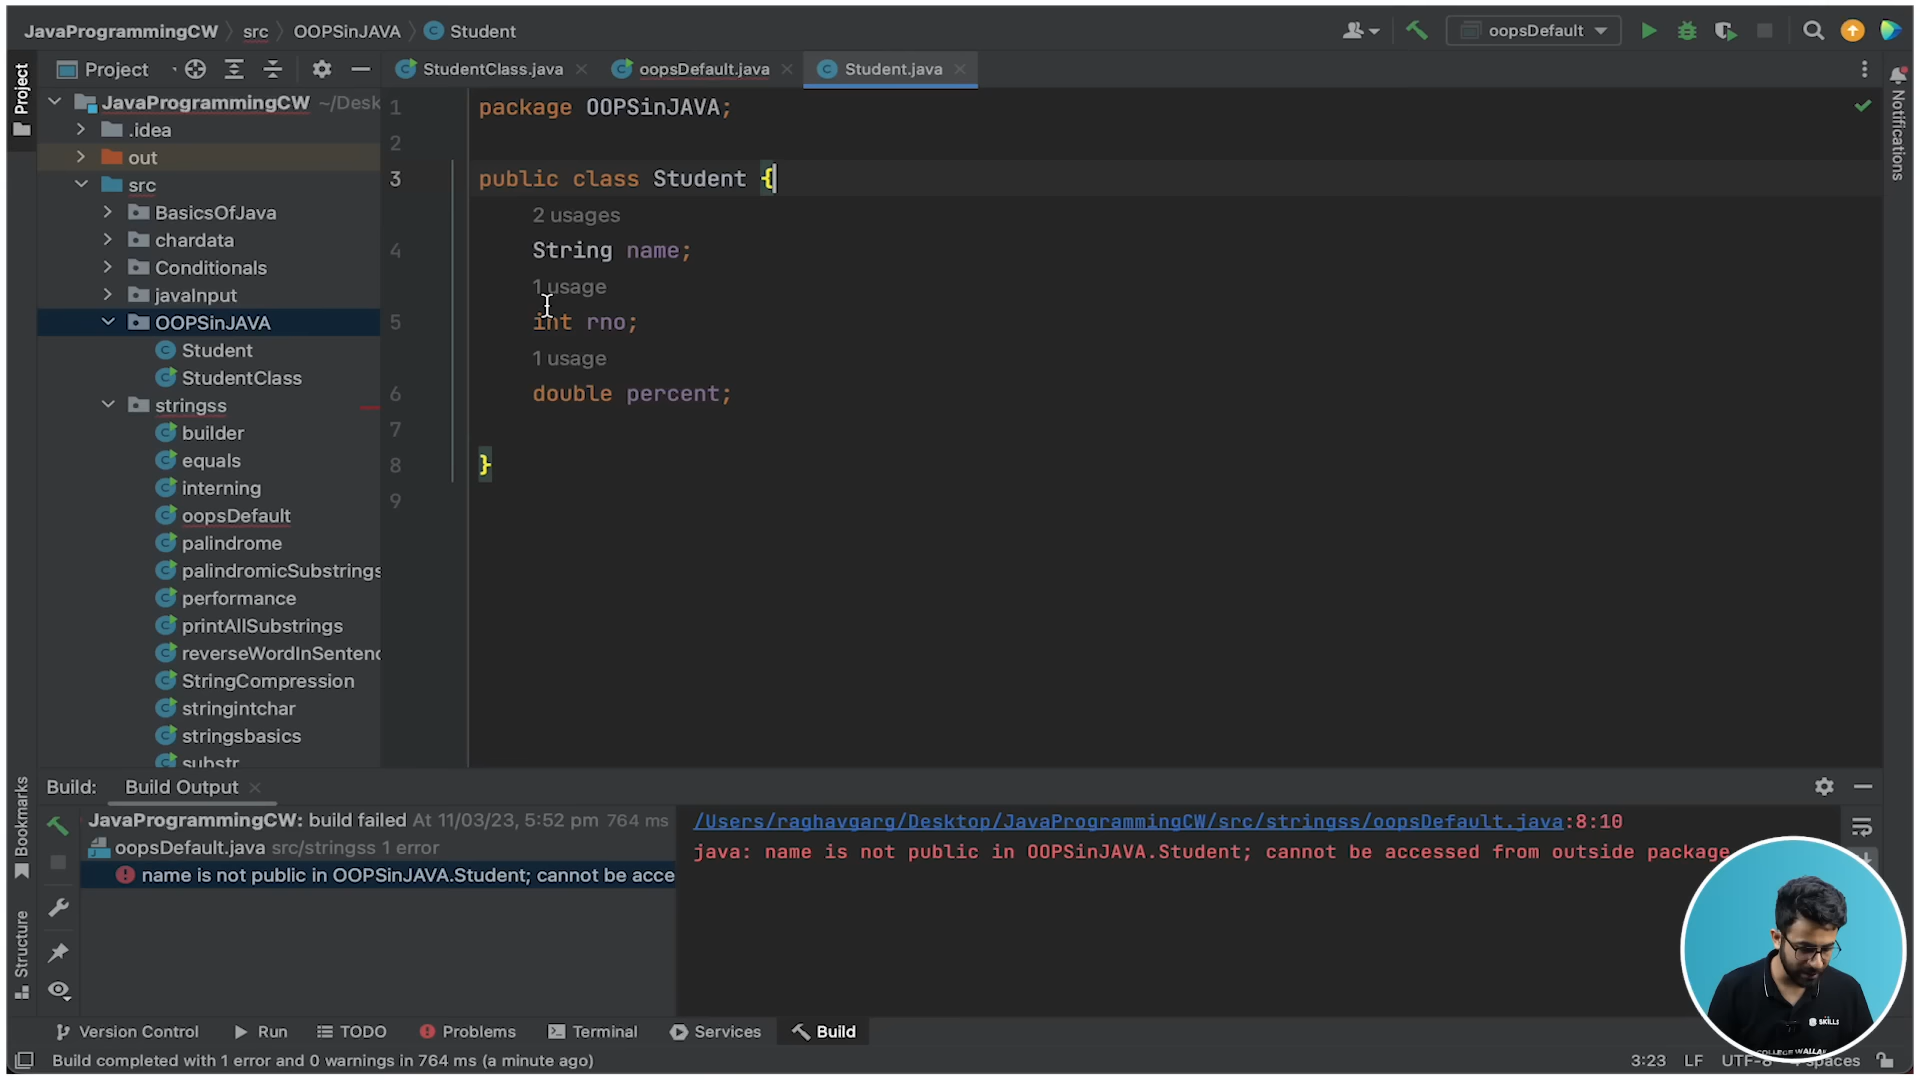 JavaProgrammingCW
src
OOPSinJAVA
Student
oopsDefault
Project
Project
StudentClass.java
oopsDefault.java
Student.java
Notifications
JavaProgrammingCW ~/Desk
.idea
out
src
BasicsOfJava
chardata
Conditionals
javaInput
OOPSinJAVA
Student
StudentClass
stringss
builder
equals
interning
oopsDefault
palindrome
palindromicSubstrings
performance
printAllSubstrings
reverseWordInSentenc
StringCompression
stringintchar
stringsbasics
substr
1 package OOPSinJAVA;
2
3 public class Student {
2 usages
4 String name;
1 usage
5 int rno;
1 usage
6 double percent;
7
8 }
9
Bookmarks
Structure
Build: Build Output
JavaProgrammingCW: build failed At 11/03/23, 5:52 pm 764 ms
oopsDefault.java src/stringss 1 error
name is not public in OOPSinJAVA.Student; cannot be acce
/Users/raghavgarg/Desktop/JavaProgrammingCW/src/stringss/oopsDefault.java:8:10
java: name is not public in OOPSinJAVA.Student; cannot be accessed from outside package
SKILLS
Version Control Run TODO Problems Terminal Services Build
Build completed with 1 error and 0 warnings in 764 ms (a minute ago)
3:23 LF UTF-8 spaces